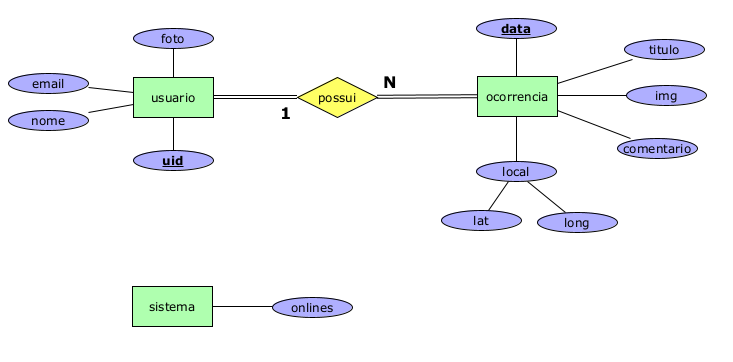 foto
data
email
usuario
nome
uid
1
possui
N
ocorrencia
titulo
img
comentario
local
lat
long
sistema
onlines